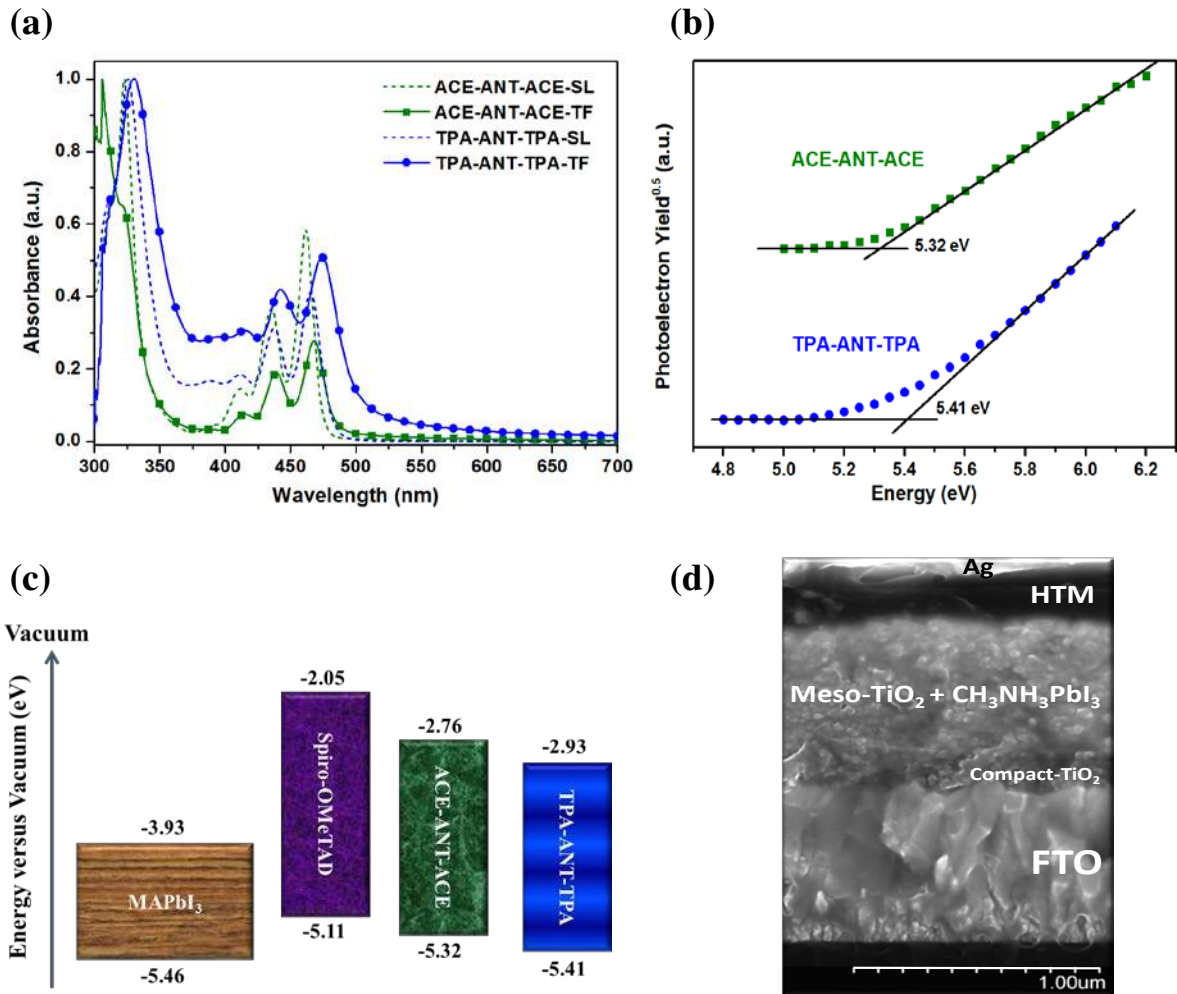 (a)
ACE-ANT-ACE-SL
ACE-ANT-ACE-TF
TPA-ANT-TPA-SL
TPA-ANT-TPA-TF
1.0
0.8
0.6
0.4
0.2
0.0
Absorbance (a.u.)
300 350 400 450 500 550 600 650 700
Wavelength (nm)
(b)
ACE-ANT-ACE
5.32 eV
TPA-ANT-TPA
5.41 eV
Photoelectron Yield^0.5 (a.u.)
4.8 5.0 5.2 5.4 5.6 5.8 6.0 6.2
Energy (eV)
(c)
Vacuum
Energy versus Vacuum (eV)
-3.93
MAPbI₃
-5.46
-2.05
Spiro-OMeTAD
-5.11
-2.76
ACE-ANT-ACE
-5.32
-2.93
TPA-ANT-TPA
-5.41
(d)
Ag
HTM
Meso-TiO₂ + CH₃NH₃PbI₃
Compact-TiO₂
FTO
1.00um